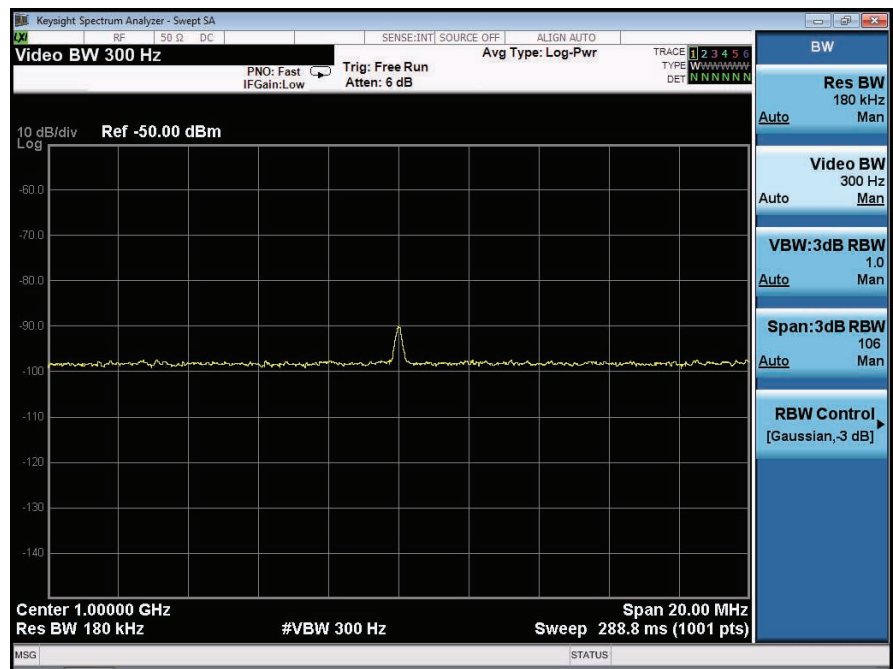 Keysight Spectrum Analyzer - Swept SA
LXI RF 50 Ω DC SENSE:INT SOURCE OFF ALIGN AUTO
Video BW 300 Hz
PNO: Fast
IFGain:Low
Trig: Free Run
Atten: 6 dB
Avg Type: Log-Pwr
TRACE 1 2 3 4 5 6
TYPE WWWWWW
DET N N N N N N
10 dB/div
Log
Ref -50.00 dBm
-60.0
-70.0
-80.0
-90.0
-100
-110
-120
-130
-140
Center 1.00000 GHz
Span 20.00 MHz
Res BW 180 kHz
#VBW 300 Hz
Sweep 288.8 ms (1001 pts)
MSG
STATUS
BW
Res BW
180 kHz
Auto Man
Video BW
300 Hz
Auto Man
VBW:3dB RBW
1.0
Auto Man
Span:3dB RBW
106
Auto Man
RBW Control
[Gaussian,-3 dB]